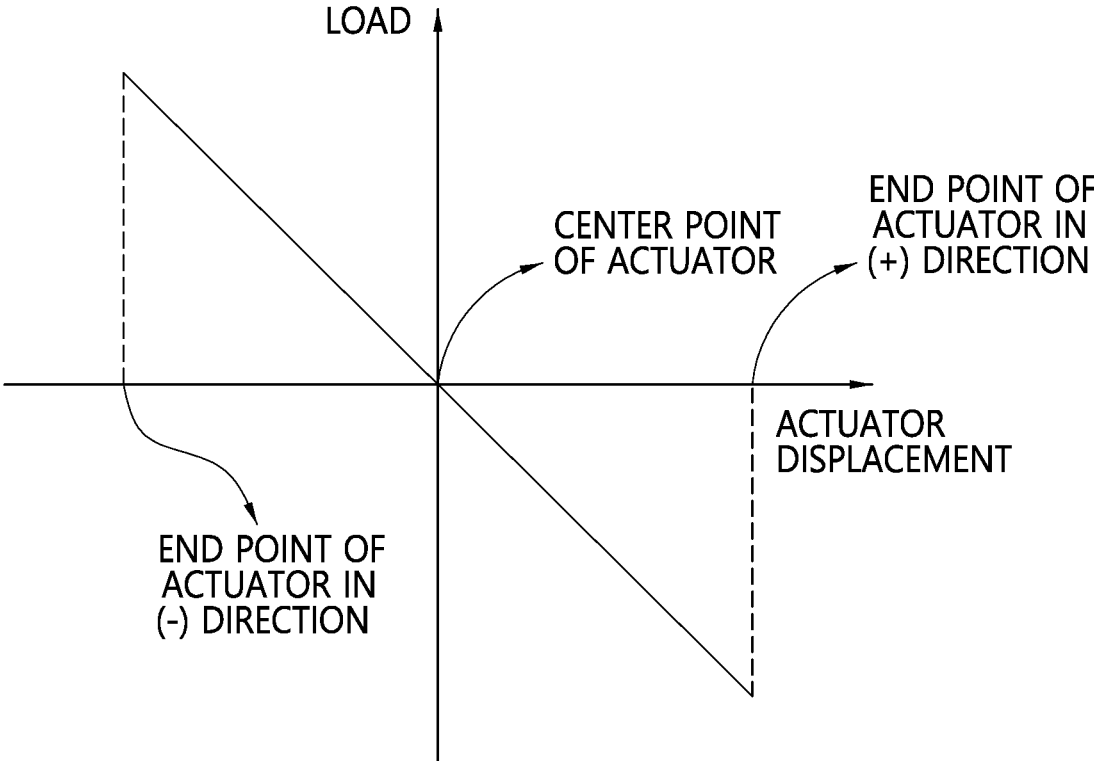 LOAD
CENTER POINT
OF ACTUATOR
END POINT OF
ACTUATOR IN
(+) DIRECTION
ACTUATOR
DISPLACEMENT
END POINT OF
ACTUATOR IN
(-) DIRECTION